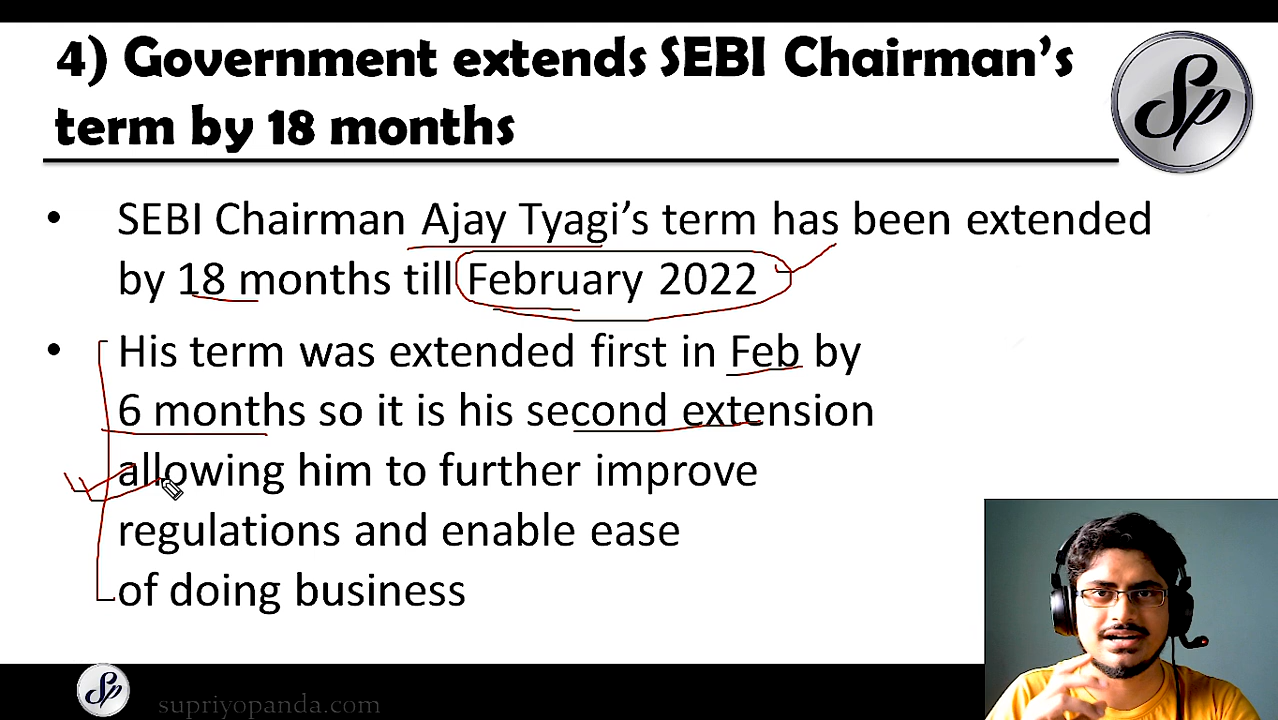 4) Government extends SEBI Chairman's
term by 18 months
Sp
• SEBI Chairman Ajay Tyagi's term has been extended
by 18 months till February 2022
• His term was extended first in Feb by
6 months so it is his second extension
allowing him to further improve
regulations and enable ease
of doing business
Sp
supriyopanda.com